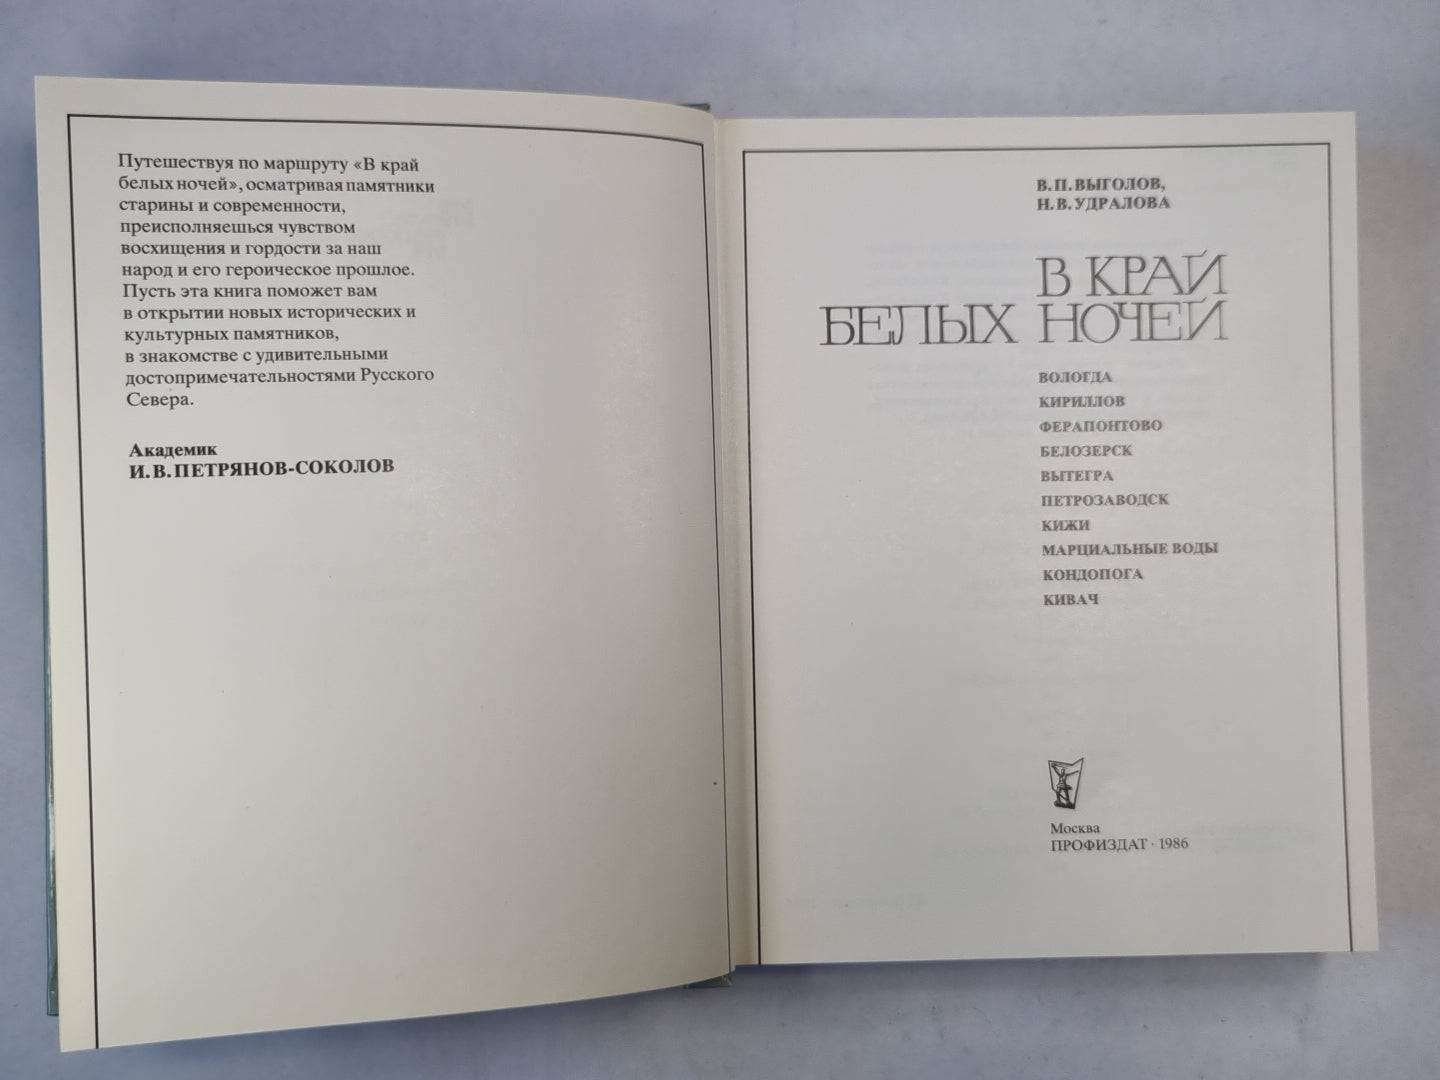 Путешествуя по маршруту «В край
белых ночей», осматривая памятники
старины и современности,
преисполняешься чувством
восхищения и гордости за наш
народ и его героическое прошлое.
Пусть эта книга поможет вам
в открытии новых исторических и
культурных памятников,
в знакомстве с удивительными
достопримечательностями Русского
Севера.
Академик
И. В. ПЕТРЯНОВ-СОКОЛОВ
В. П. ВЫГОЛОВ,
Н. В. УДРАЛОВА
В КРАЙ
БЕЛЫХ НОЧЕЙ
ВОЛОГДА
КИРИЛЛОВ
ФЕРАПОНТОВО
БЕЛОЗЕРСК
ВЫТЕГРА
ПЕТРОЗАВОДСК
КИЖИ
МАРЦИАЛЬНЫЕ ВОДЫ
КОНДОПОГА
КИВАЧ
Москва
ПРОФИЗДАТ · 1986